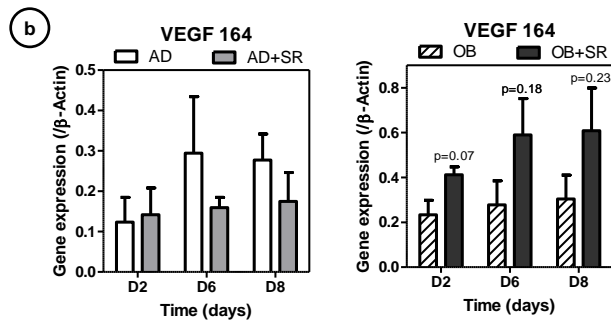 b
VEGF 164
AD AD+SR
Gene expression (/β-Actin)
0.5
0.4
0.3
0.2
0.1
0.0
D2 D6 D8
Time (days)
VEGF 164
OB OB+SR
Gene expression (/β-Actin)
0.8
0.6
0.4
0.2
0.0
p=0.07
p=0.18
p=0.23
D2 D6 D8
Time (days)